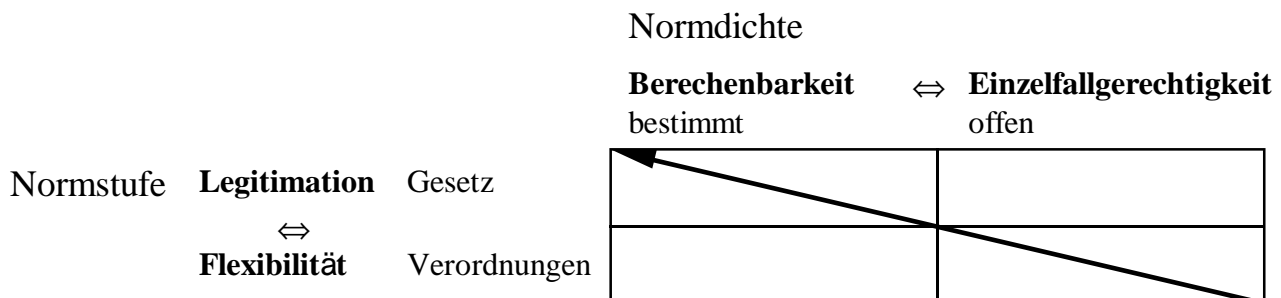 Normdichte
Berechenbarkeit ⇔ Einzelfallgerechtigkeit
bestimmt offen
Normstufe Legitimation Gesetz
⇔
Flexibilität Verordnungen